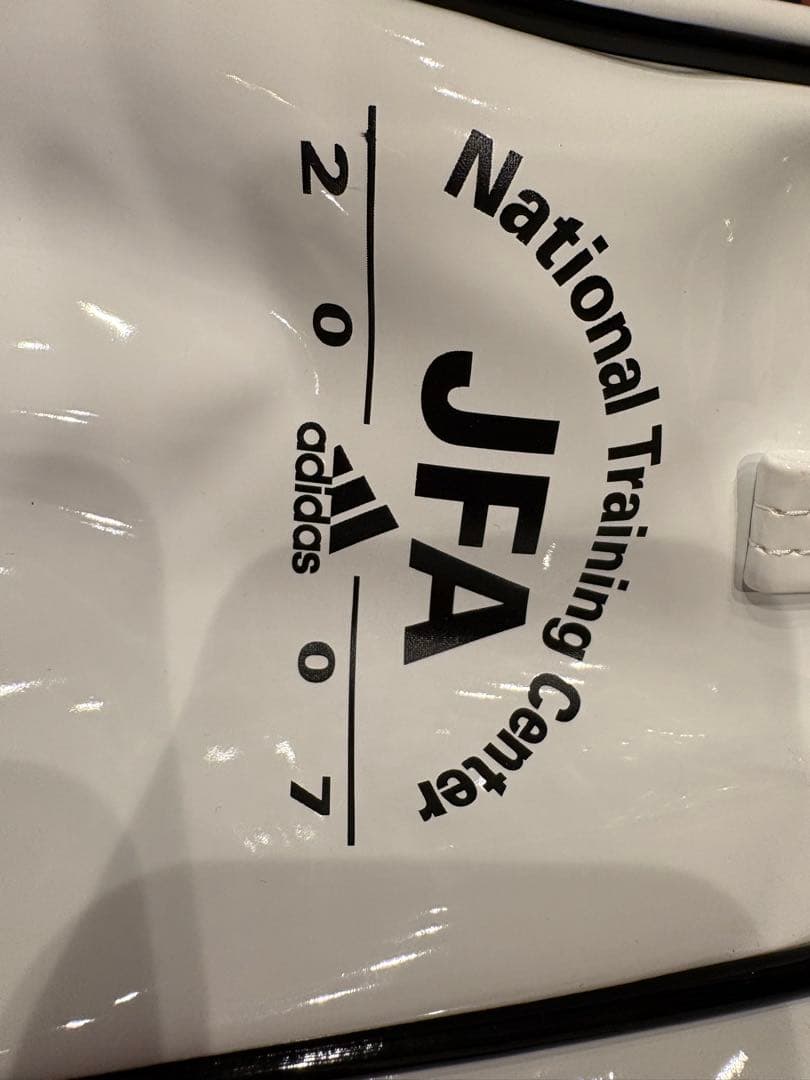 National Training Center
JFA
2 0 adidas 0 7